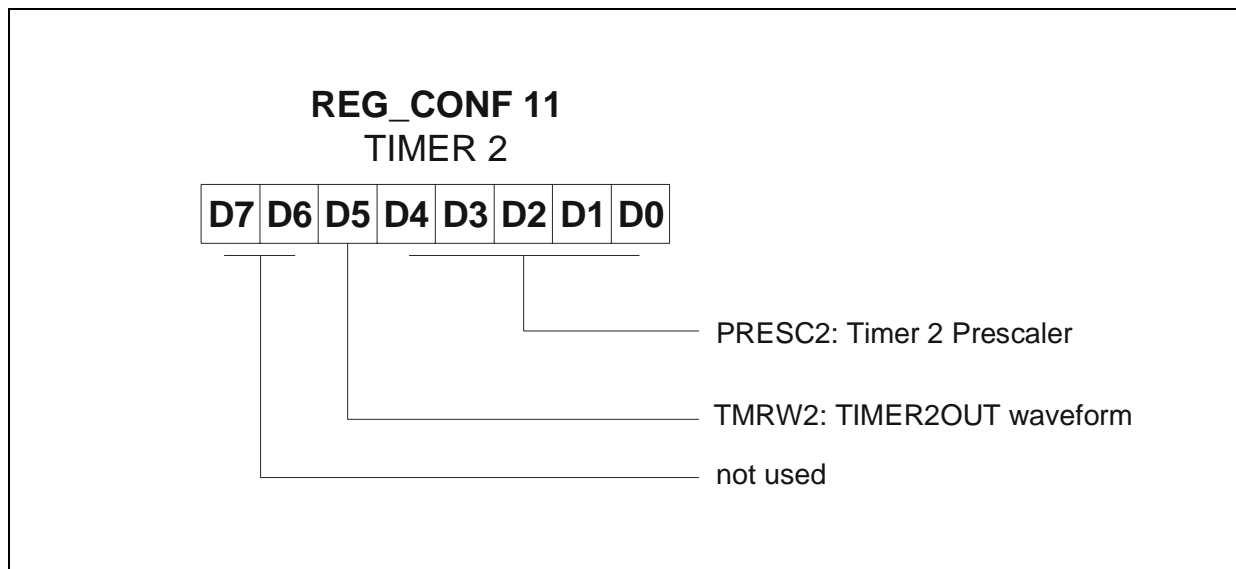 REG_CONF 11
TIMER 2
D7 D6 D5 D4 D3 D2 D1 D0
PRESC2: Timer 2 Prescaler
TMRW2: TIMER2OUT waveform
not used